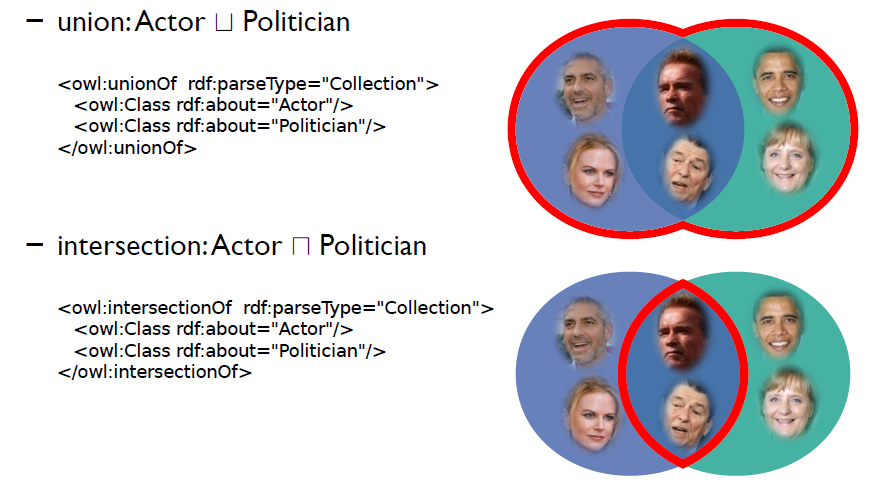 – union: Actor ⊔ Politician
<owl:unionOf rdf:parseType="Collection">
<owl:Class rdf:about="Actor"/>
<owl:Class rdf:about="Politician"/>
</owl:unionOf>
– intersection: Actor ⊓ Politician
<owl:intersectionOf rdf:parseType="Collection">
<owl:Class rdf:about="Actor"/>
<owl:Class rdf:about="Politician"/>
</owl:intersectionOf>